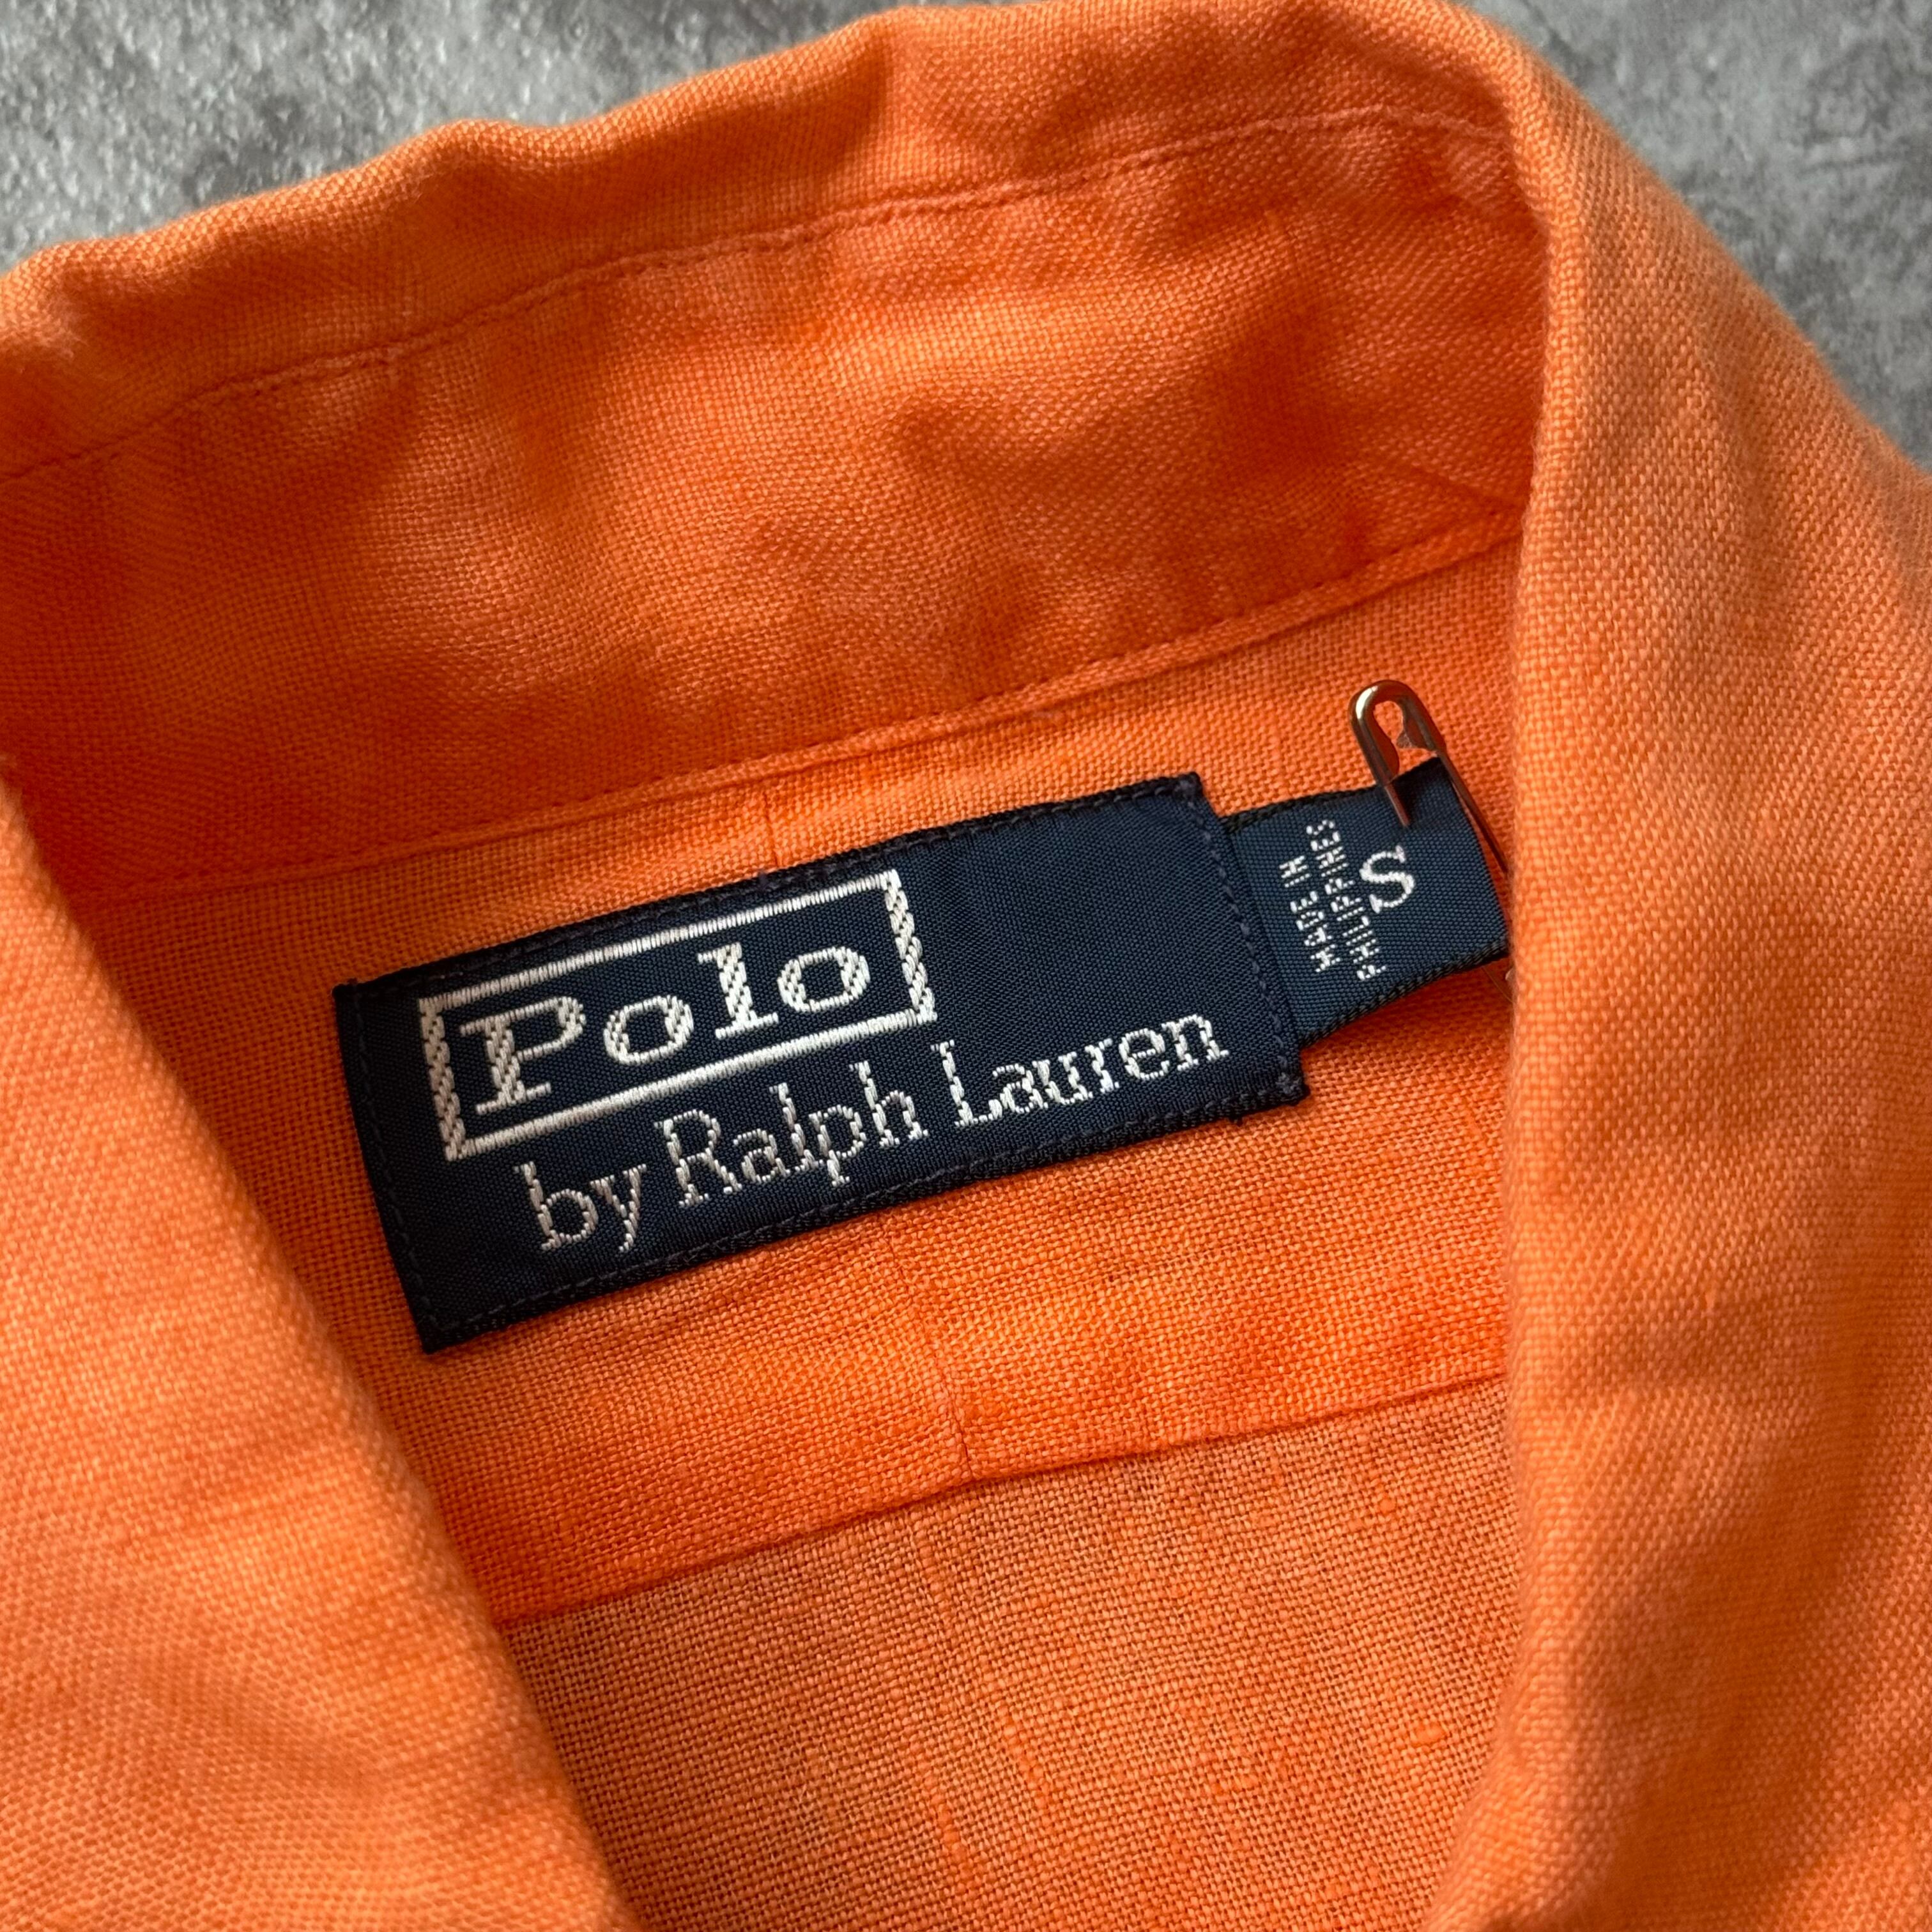 Polo
by Ralph Lauren
MADE IN
PHILIPPINES
S